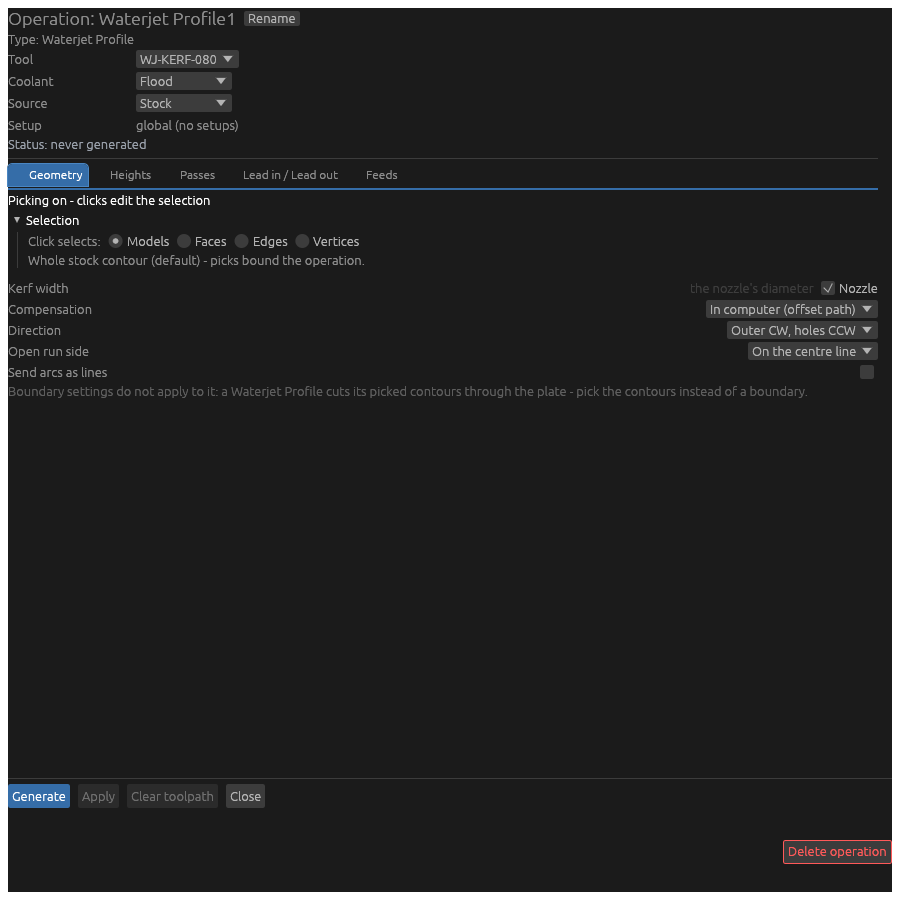 Operation: Waterjet Profile1 Rename
Type: Waterjet Profile
Tool WJ-KERF-080
Coolant Flood
Source Stock
Setup global (no setups)
Status: never generated
Geometry Heights Passes Lead in / Lead out Feeds
Picking on - clicks edit the selection
Selection
Click selects: Models Faces Edges Vertices
Whole stock contour (default) - picks bound the operation.
Kerf width the nozzle's diameter Nozzle
Compensation In computer (offset path)
Direction Outer CW, holes CCW
Open run side On the centre line
Send arcs as lines
Boundary settings do not apply to it: a Waterjet Profile cuts its picked contours through the plate - pick the contours instead of a boundary.
Generate Apply Clear toolpath Close
Delete operation